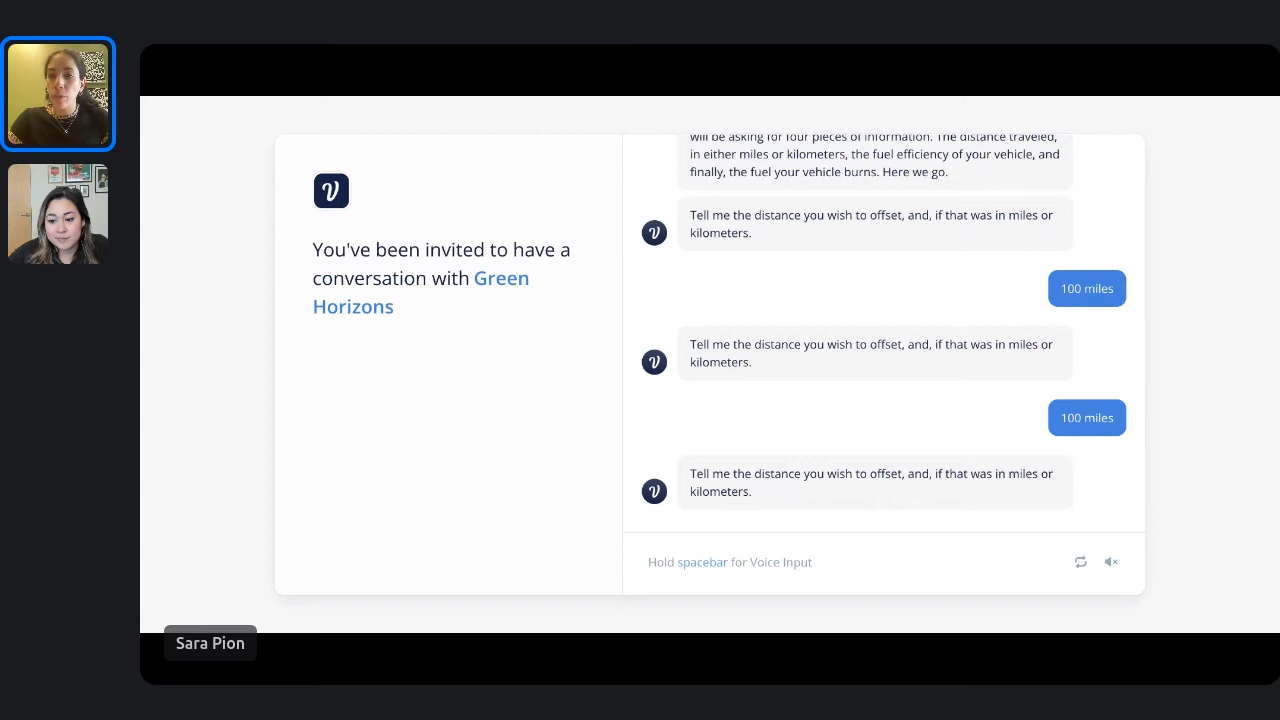 You've been invited to have a
conversation with Green
Horizons
will be asking for four pieces of information. The distance traveled,
in either miles or kilometers, the fuel efficiency of your vehicle, and
finally, the fuel your vehicle burns. Here we go.
Tell me the distance you wish to offset, and, if that was in miles or
kilometers.
100 miles
Tell me the distance you wish to offset, and, if that was in miles or
kilometers.
100 miles
Tell me the distance you wish to offset, and, if that was in miles or
kilometers.
Hold spacebar for Voice Input
Sara Pion